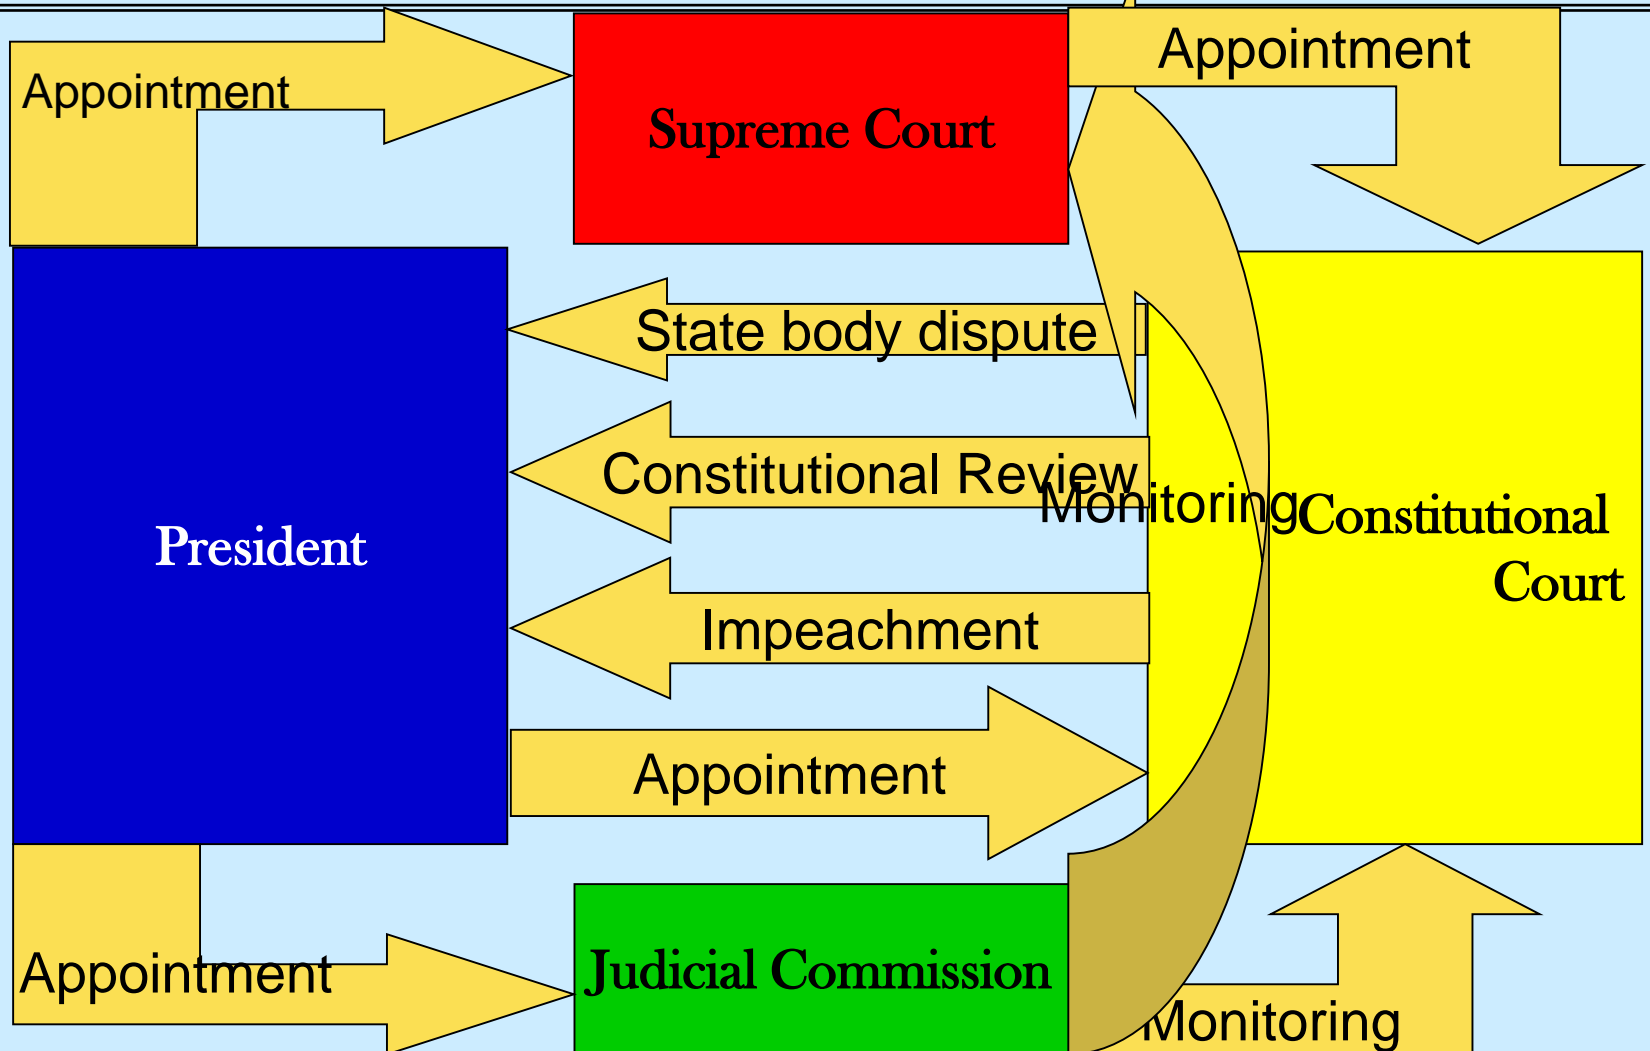 Appointment
Appointment
Supreme Court
State body dispute
Constitutional Review
Monitoring
Constitutional
Court
President
Impeachment
Appointment
Appointment
Judicial Commission
Monitoring